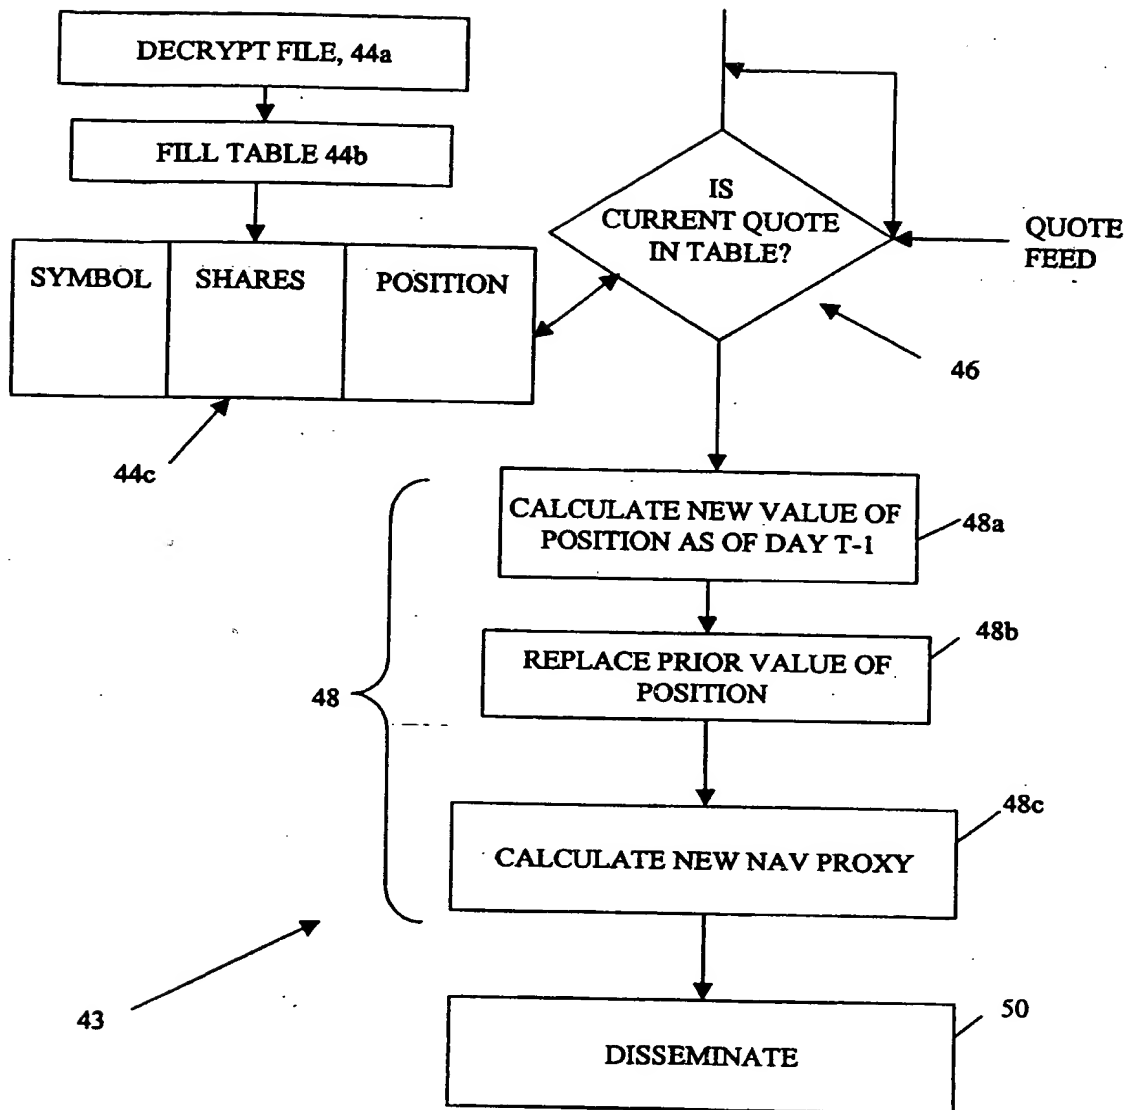 DECRYPT FILE, 44a
FILL TABLE 44b
SYMBOL
SHARES
POSITION
44c
IS
CURRENT QUOTE
IN TABLE?
QUOTE
FEED
46
CALCULATE NEW VALUE OF
POSITION AS OF DAY T-1
48a
REPLACE PRIOR VALUE OF
POSITION
48b
48
CALCULATE NEW NAV PROXY
48c
43
DISSEMINATE
50